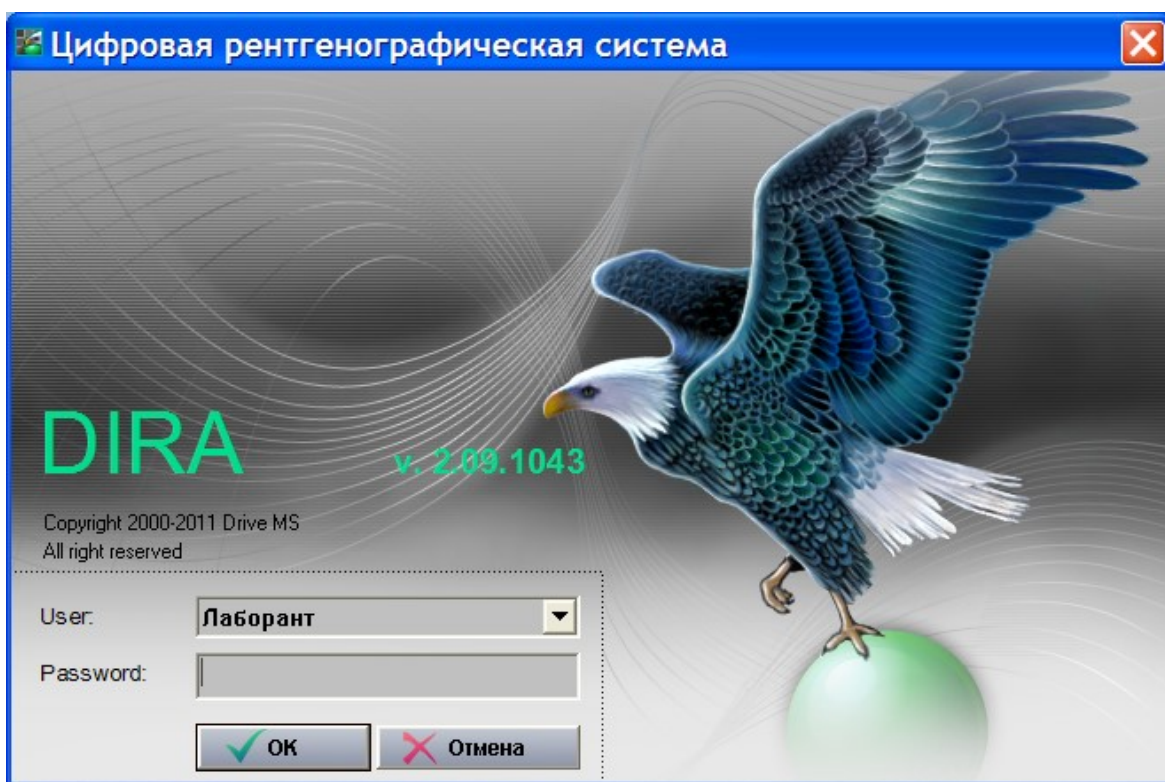 Цифровая рентгенографическая система
DIRA v. 2.09.1043
Copyright 2000-2011 Drive MS
All right reserved
User: Лаборант
Password:
OK Отмена